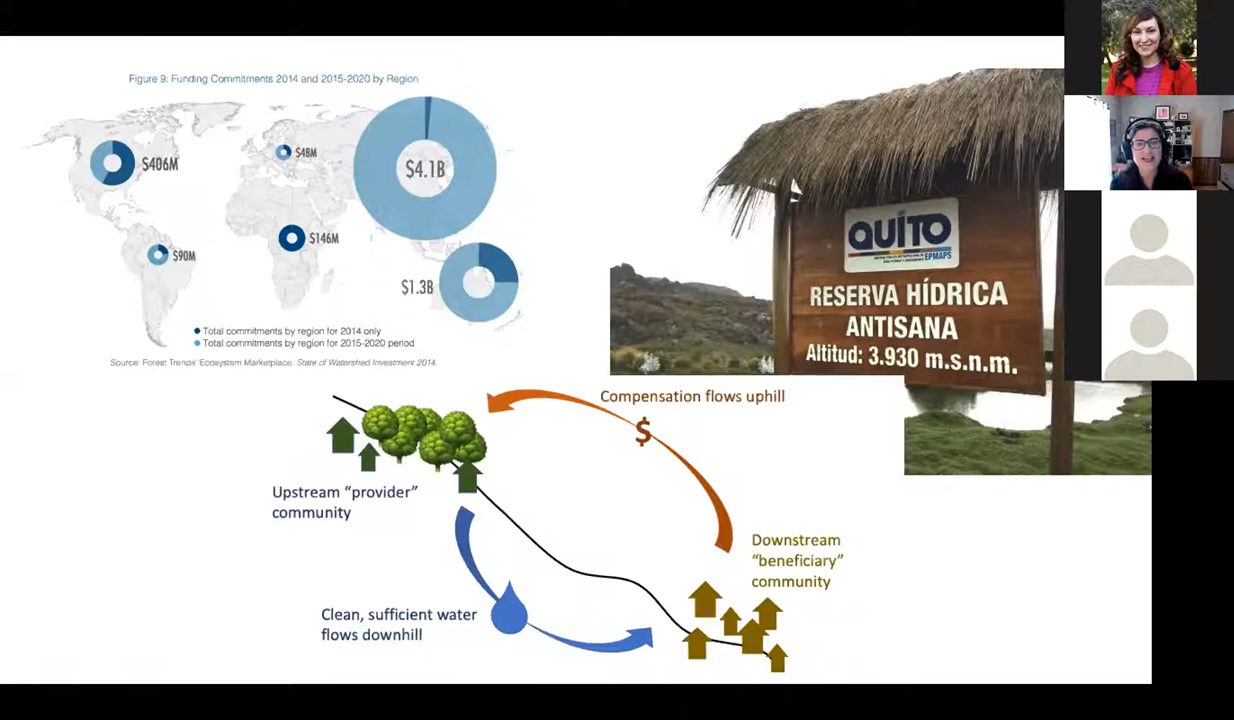 Figure 9: Funding Commitments 2014 and 2015-2020 by Region
$406M
$48M
$4.1B
$146M
$90M
$1.3B
Total commitments by region for 2014 only
Total commitments by region for 2015-2020 period
Source: Forest Trends' Ecosystem Marketplace. State of Watershed Investment 2014.
QUITO
EPMAPS
RESERVA HÍDRICA
ANTISANA
Altitud: 3.930 m.s.n.m.
Compensation flows uphill
$
Upstream “provider”
community
Downstream
“beneficiary”
community
Clean, sufficient water
flows downhill